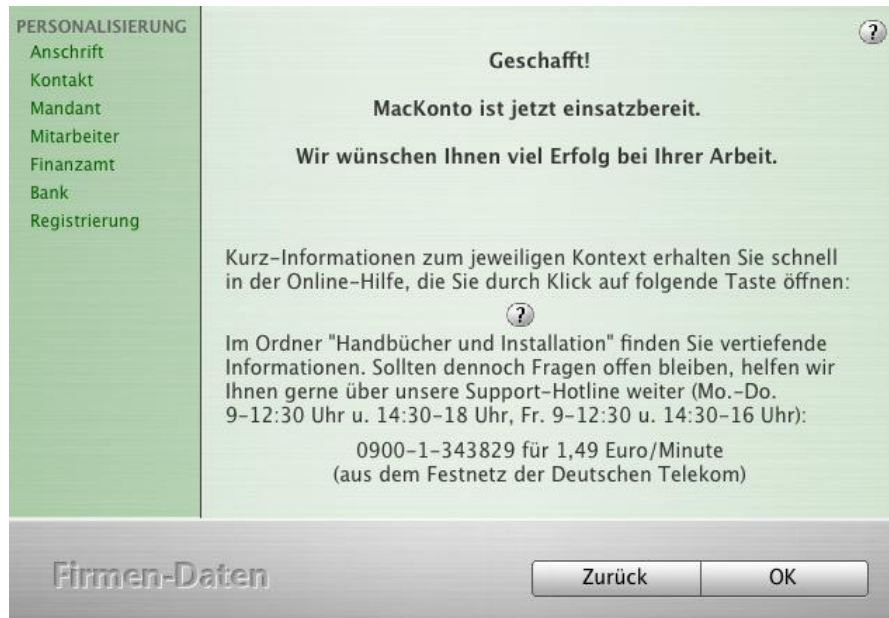 PERSONALISIERUNG
Anschrift
Kontakt
Mandant
Mitarbeiter
Finanzamt
Bank
Registrierung
?
Geschafft!
MacKonto ist jetzt einsatzbereit.
Wir wünschen Ihnen viel Erfolg bei Ihrer Arbeit.
Kurz-Informationen zum jeweiligen Kontext erhalten Sie schnell
in der Online-Hilfe, die Sie durch Klick auf folgende Taste öffnen:
?
Im Ordner "Handbücher und Installation" finden Sie vertiefende
Informationen. Sollten dennoch Fragen offen bleiben, helfen wir
Ihnen gerne über unsere Support-Hotline weiter (Mo.-Do.
9-12:30 Uhr u. 14:30-18 Uhr, Fr. 9-12:30 u. 14:30-16 Uhr):
0900-1-343829 für 1,49 Euro/Minute
(aus dem Festnetz der Deutschen Telekom)
Firmen-Daten
Zurück
OK